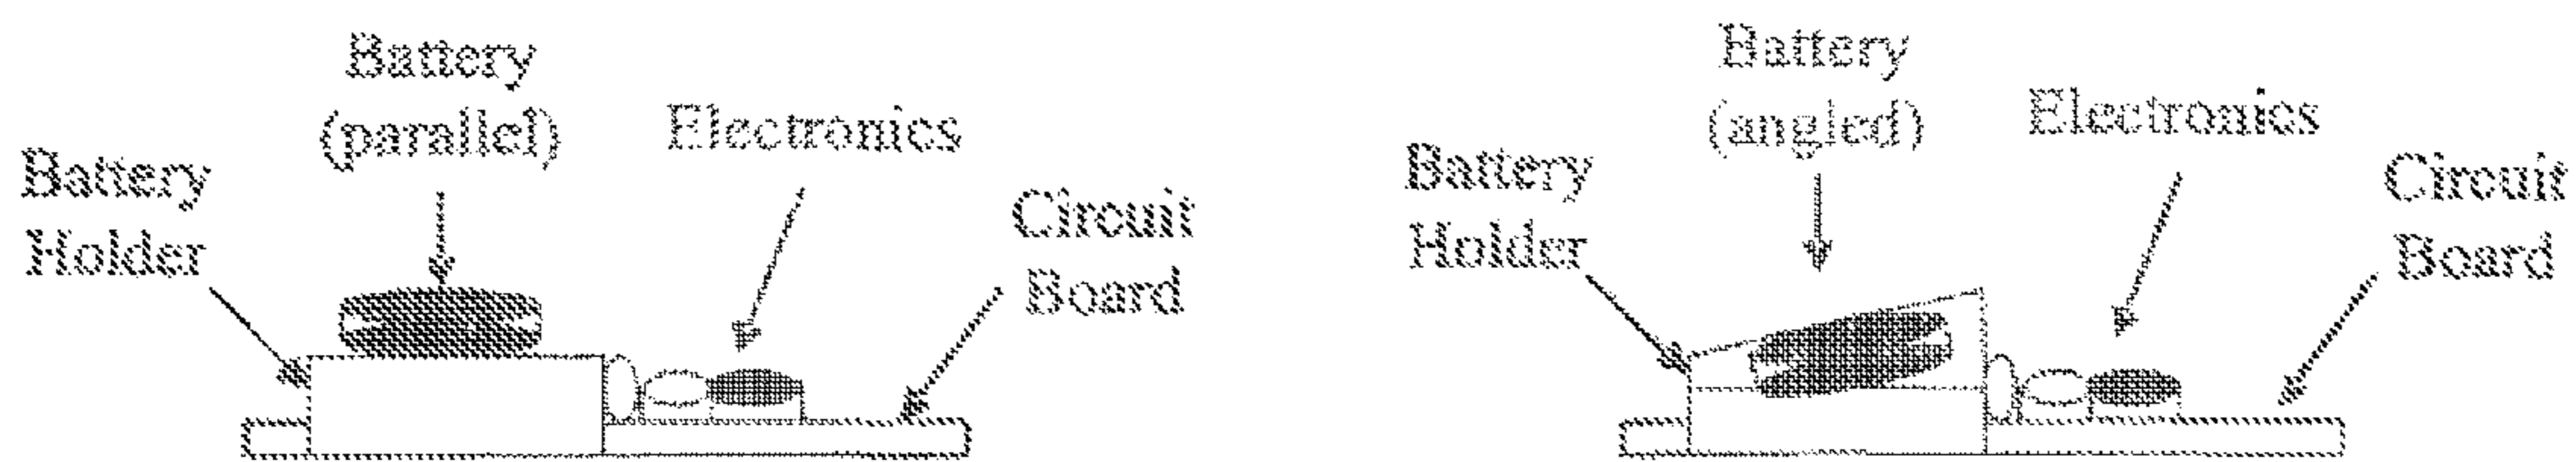 Battery
(parallel)
Electronics
Battery
Holder
Circuit
Board
Battery
(angled)
Electronics
Battery
Holder
Circuit
Board